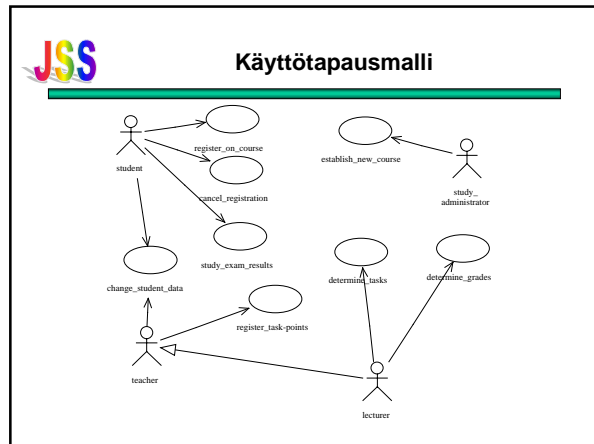 JSS
Käyttötapausmalli
register_on_course
student
cancel_registration
establish_new_course
study_
administrator
study_exam_results
change_student_data
determine_tasks
determine_grades
register_task-points
teacher
lecturer